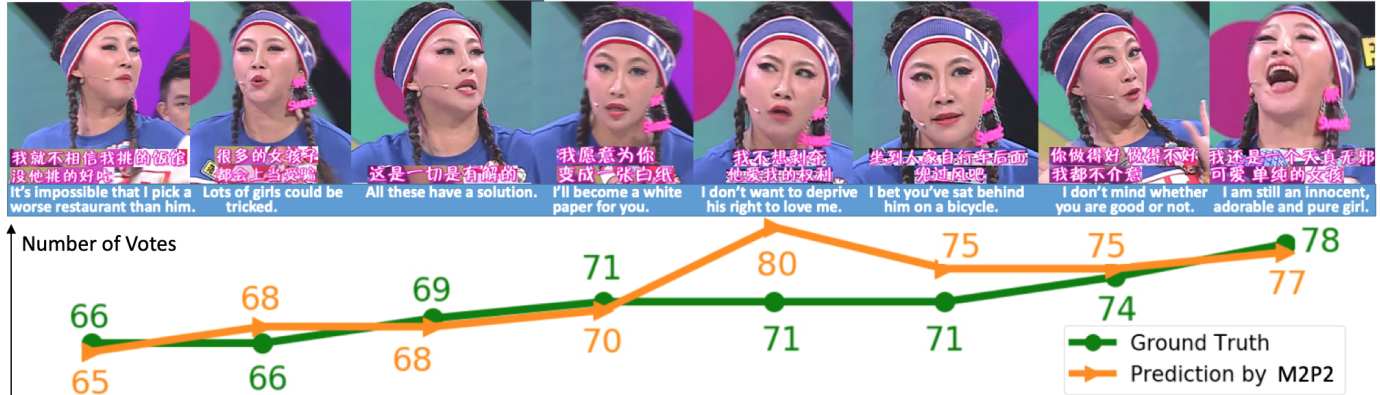 我就不相信我挑的饭馆
没他挑的好吃
It's impossible that I pick a
worse restaurant than him.
很多的女孩子
都会上当受骗
Lots of girls could be
tricked.
这是一切是有解的
All these have a solution.
我愿意为你
变成一张白纸
I'll become a white
paper for you.
我不想剥夺
他爱我的权利
I don't want to deprive
his right to love me.
坐到人家自行车后面
坐过风吧
I bet you've sat behind
him on a bicycle.
你做得好 做得不好
我都不介意
I don't mind whether
you are good or not.
我还是一个天真无邪
可爱 单纯的女孩
I am still an innocent,
adorable and pure girl.
Number of Votes
66
65
68
66
69
68
71
70
80
71
75
71
75
74
78
77
Ground Truth
Prediction by M2P2